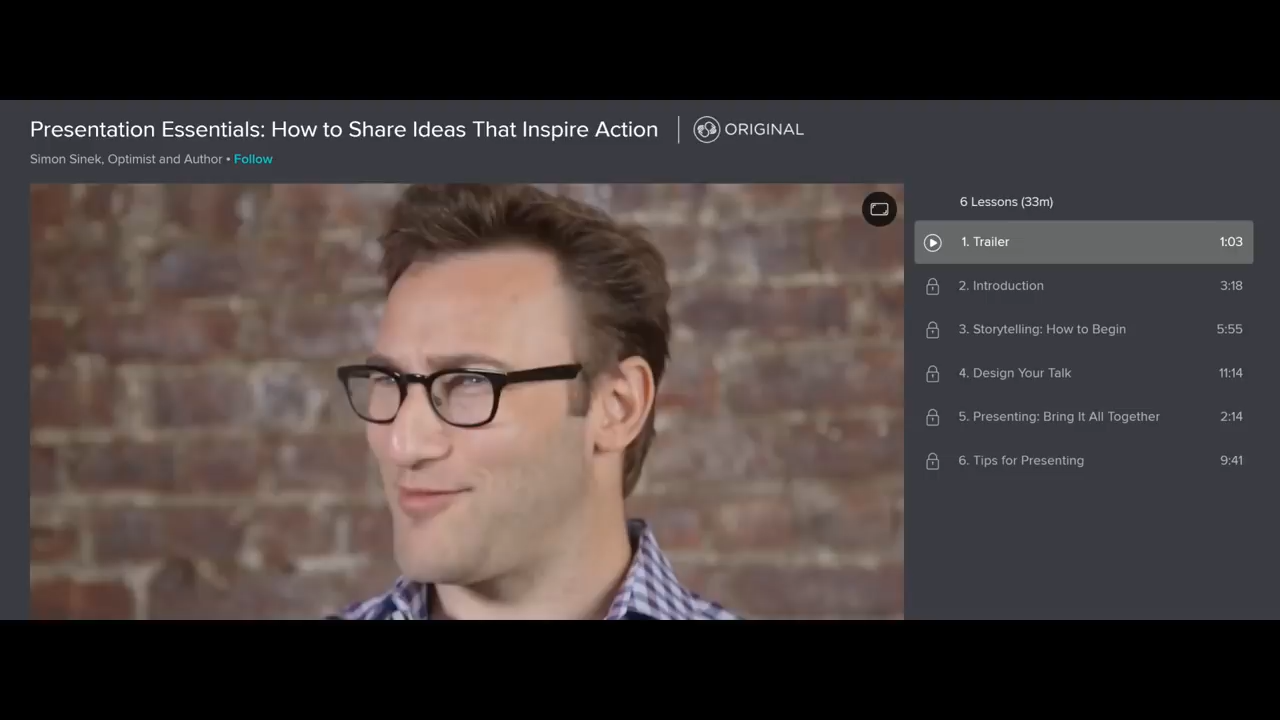 Presentation Essentials: How to Share Ideas That Inspire Action
ORIGINAL
Simon Sinek, Optimist and Author • Follow
6 Lessons (33m)
1. Trailer 1:03
2. Introduction 3:18
3. Storytelling: How to Begin 5:55
4. Design Your Talk 11:14
5. Presenting: Bring It All Together 2:14
6. Tips for Presenting 9:41